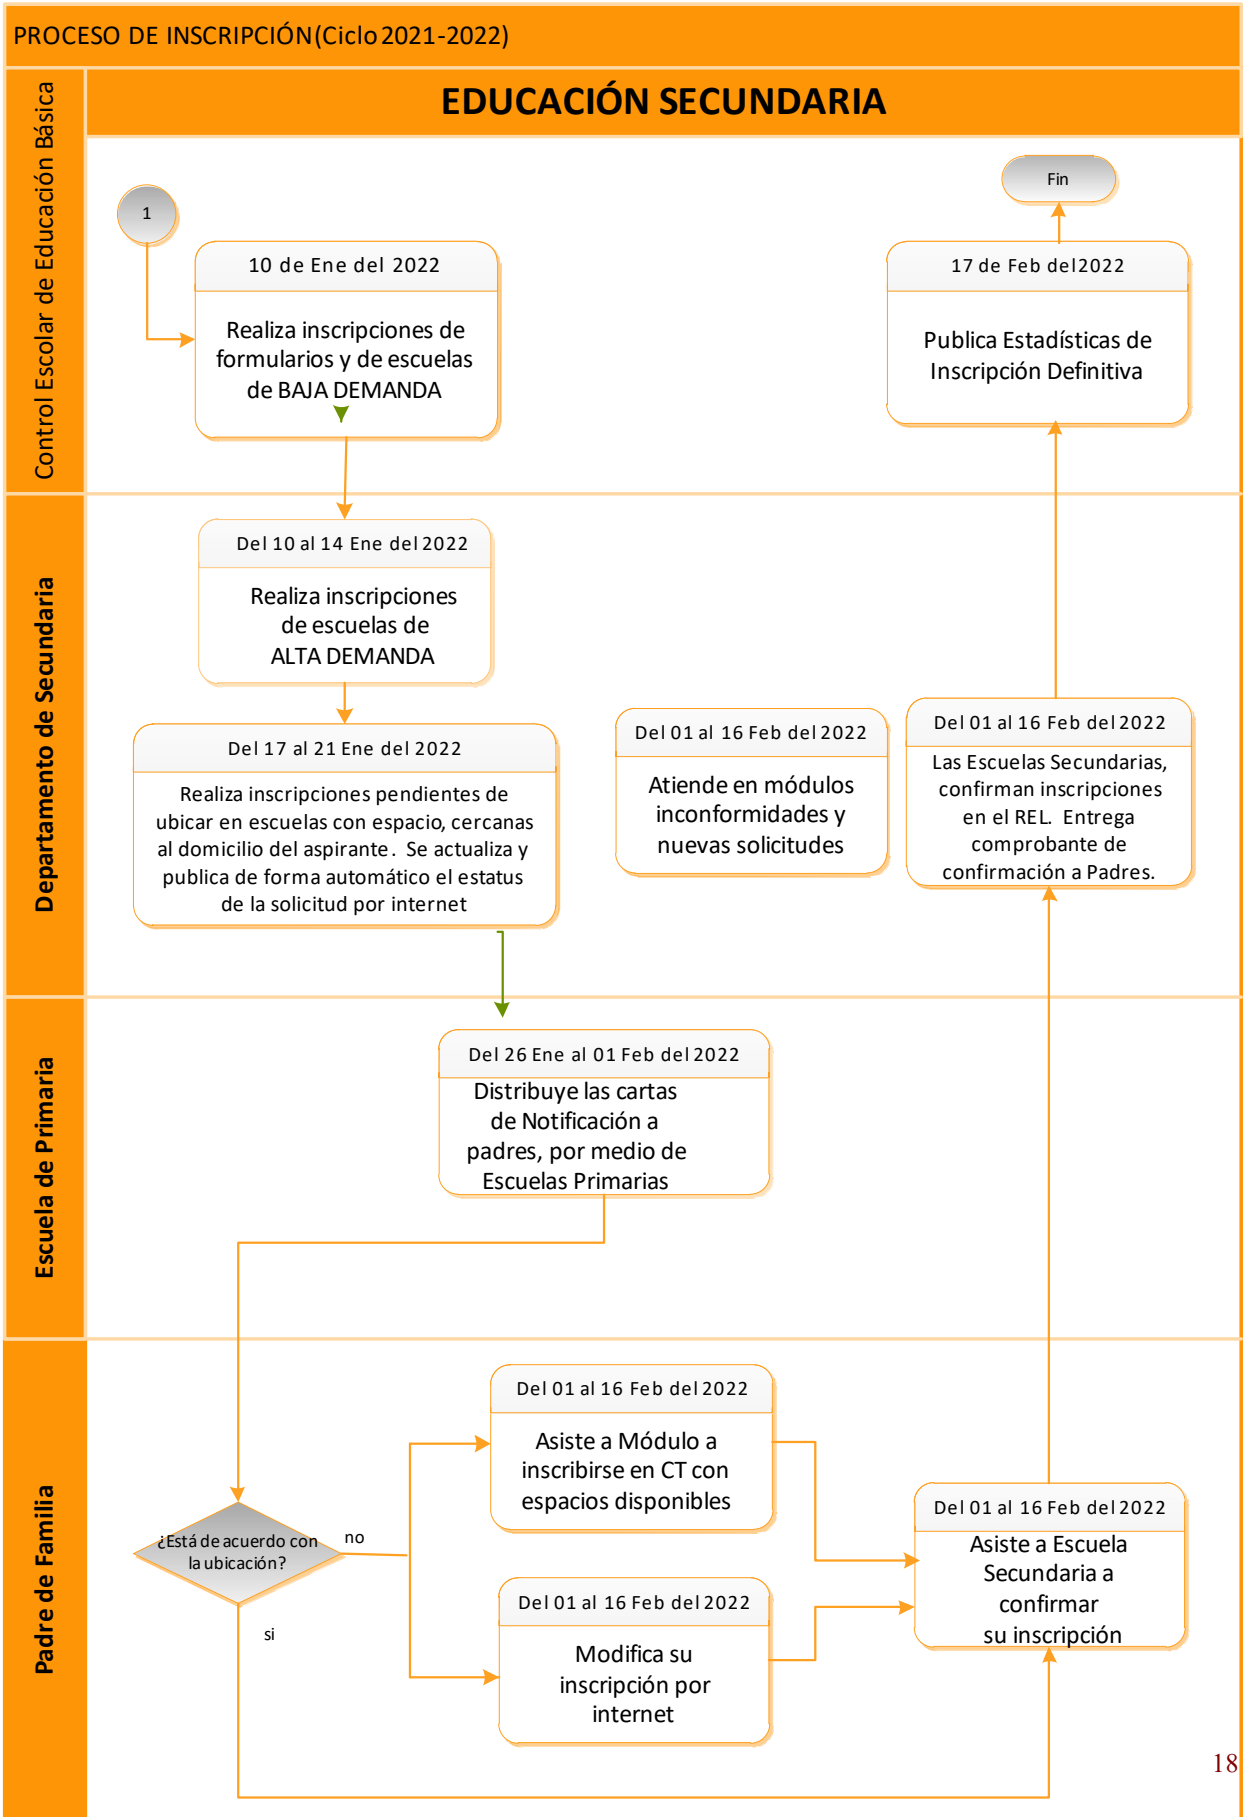 PROCESO DE INSCRIPCIÓN (Ciclo 2021-2022)
EDUCACIÓN SECUNDARIA
Control Escolar de Educación Básica
1
10 de Ene del 2022
Realiza inscripciones de
formularios y de escuelas
de BAJA DEMANDA
Fin
17 de Feb del 2022
Publica Estadísticas de
Inscripción Definitiva
Departamento de Secundaria
Del 10 al 14 Ene del 2022
Realiza inscripciones
de escuelas de
ALTA DEMANDA
Del 17 al 21 Ene del 2022
Realiza inscripciones pendientes de
ubicar en escuelas con espacio, cercanas
al domicilio del aspirante. Se actualiza y
publica de forma automático el estatus
de la solicitud por internet
Del 01 al 16 Feb del 2022
Atiende en módulos
inconformidades y
nuevas solicitudes
Del 01 al 16 Feb del 2022
Las Escuelas Secundarias,
confirman inscripciones
en el REL. Entrega
comprobante de
confirmación a Padres.
Escuela de Primaria
Del 26 Ene al 01 Feb del 2022
Distribuye las cartas
de Notificación a
padres, por medio de
Escuelas Primarias
Padre de Familia
¿Está de acuerdo con
la ubicación?
no
si
Del 01 al 16 Feb del 2022
Asiste a Módulo a
inscribirse en CT con
espacios disponibles
Del 01 al 16 Feb del 2022
Modifica su
inscripción por
internet
Del 01 al 16 Feb del 2022
Asiste a Escuela
Secundaria a
confirmar
su inscripción
18